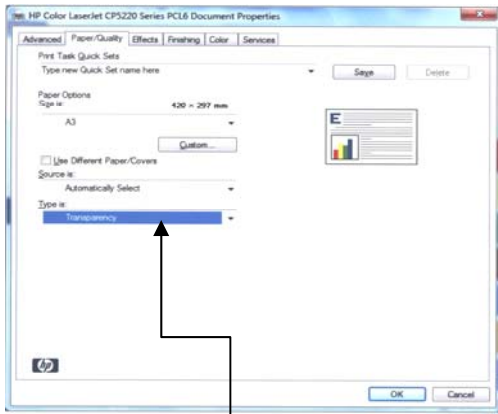 HP Color LaserJet CP5220 Series PCL6 Document Properties
Advanced Paper/Quality Effects Finishing Color Services
Print Task Quick Sets
Type new Quick Set name here
Save Delete
Paper Options
Size is: 420 × 297 mm
A3
Custom...
E
Use Different Paper/Covers
Source is:
Automatically Select
Type is:
Transparency
hp
OK Cancel